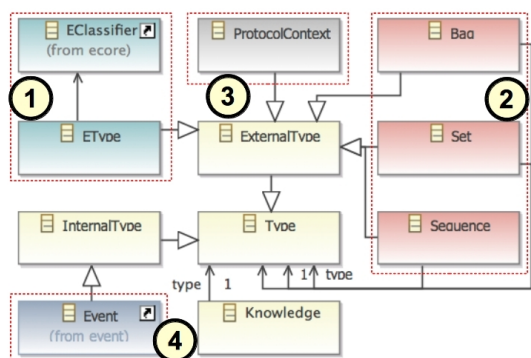 EClassifier
(from ecore)
ProtocolContext
Bag
1
3
2
EType
ExternalType
Set
InternalType
Type
Sequence
type 1
1 type
Event
(from event)
4
Knowledge